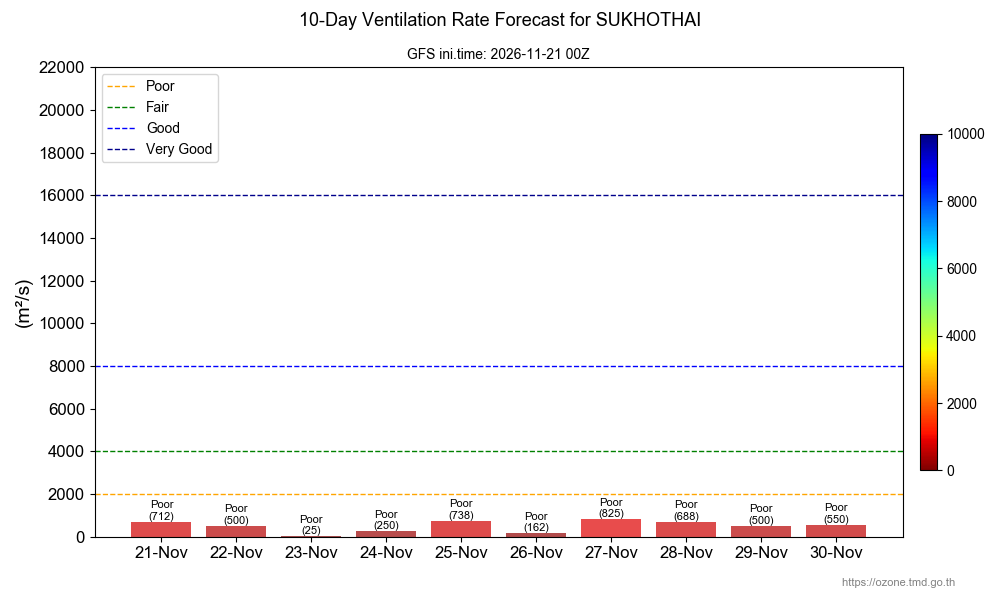 10-Day Ventilation Rate Forecast for SUKHOTHAI
GFS ini.time: 2026-11-21 00Z
22000
20000
18000
16000
14000
12000
10000
8000
6000
4000
2000
0
(m²/s)
Poor
Fair
Good
Very Good
Poor
(712)
Poor
(500)
Poor
(25)
Poor
(250)
Poor
(738)
Poor
(162)
Poor
(825)
Poor
(688)
Poor
(500)
Poor
(550)
21-Nov
22-Nov
23-Nov
24-Nov
25-Nov
26-Nov
27-Nov
28-Nov
29-Nov
30-Nov
10000
8000
6000
4000
2000
0
https://ozone.tmd.go.th